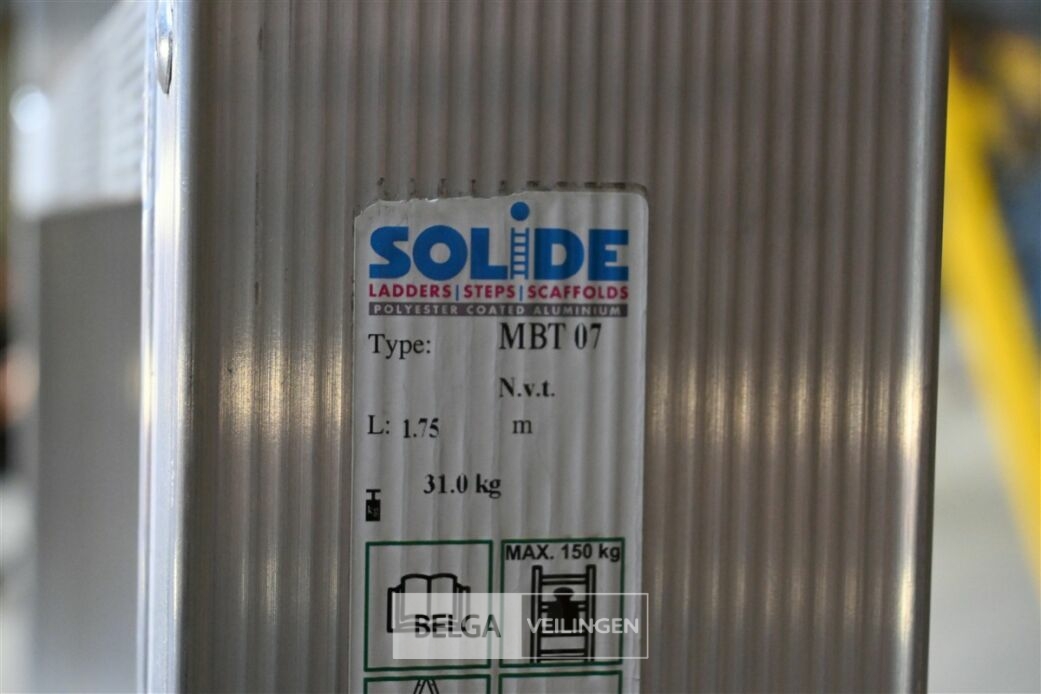 SOLiDE
LADDERS|STEPS|SCAFFOLDS
POLYESTER COATED ALUMINIUM
Type: MBT 07
N.v.t.
L: 1.75 m
31.0 kg
kg
MAX. 150 kg
BELGA VEILINGEN